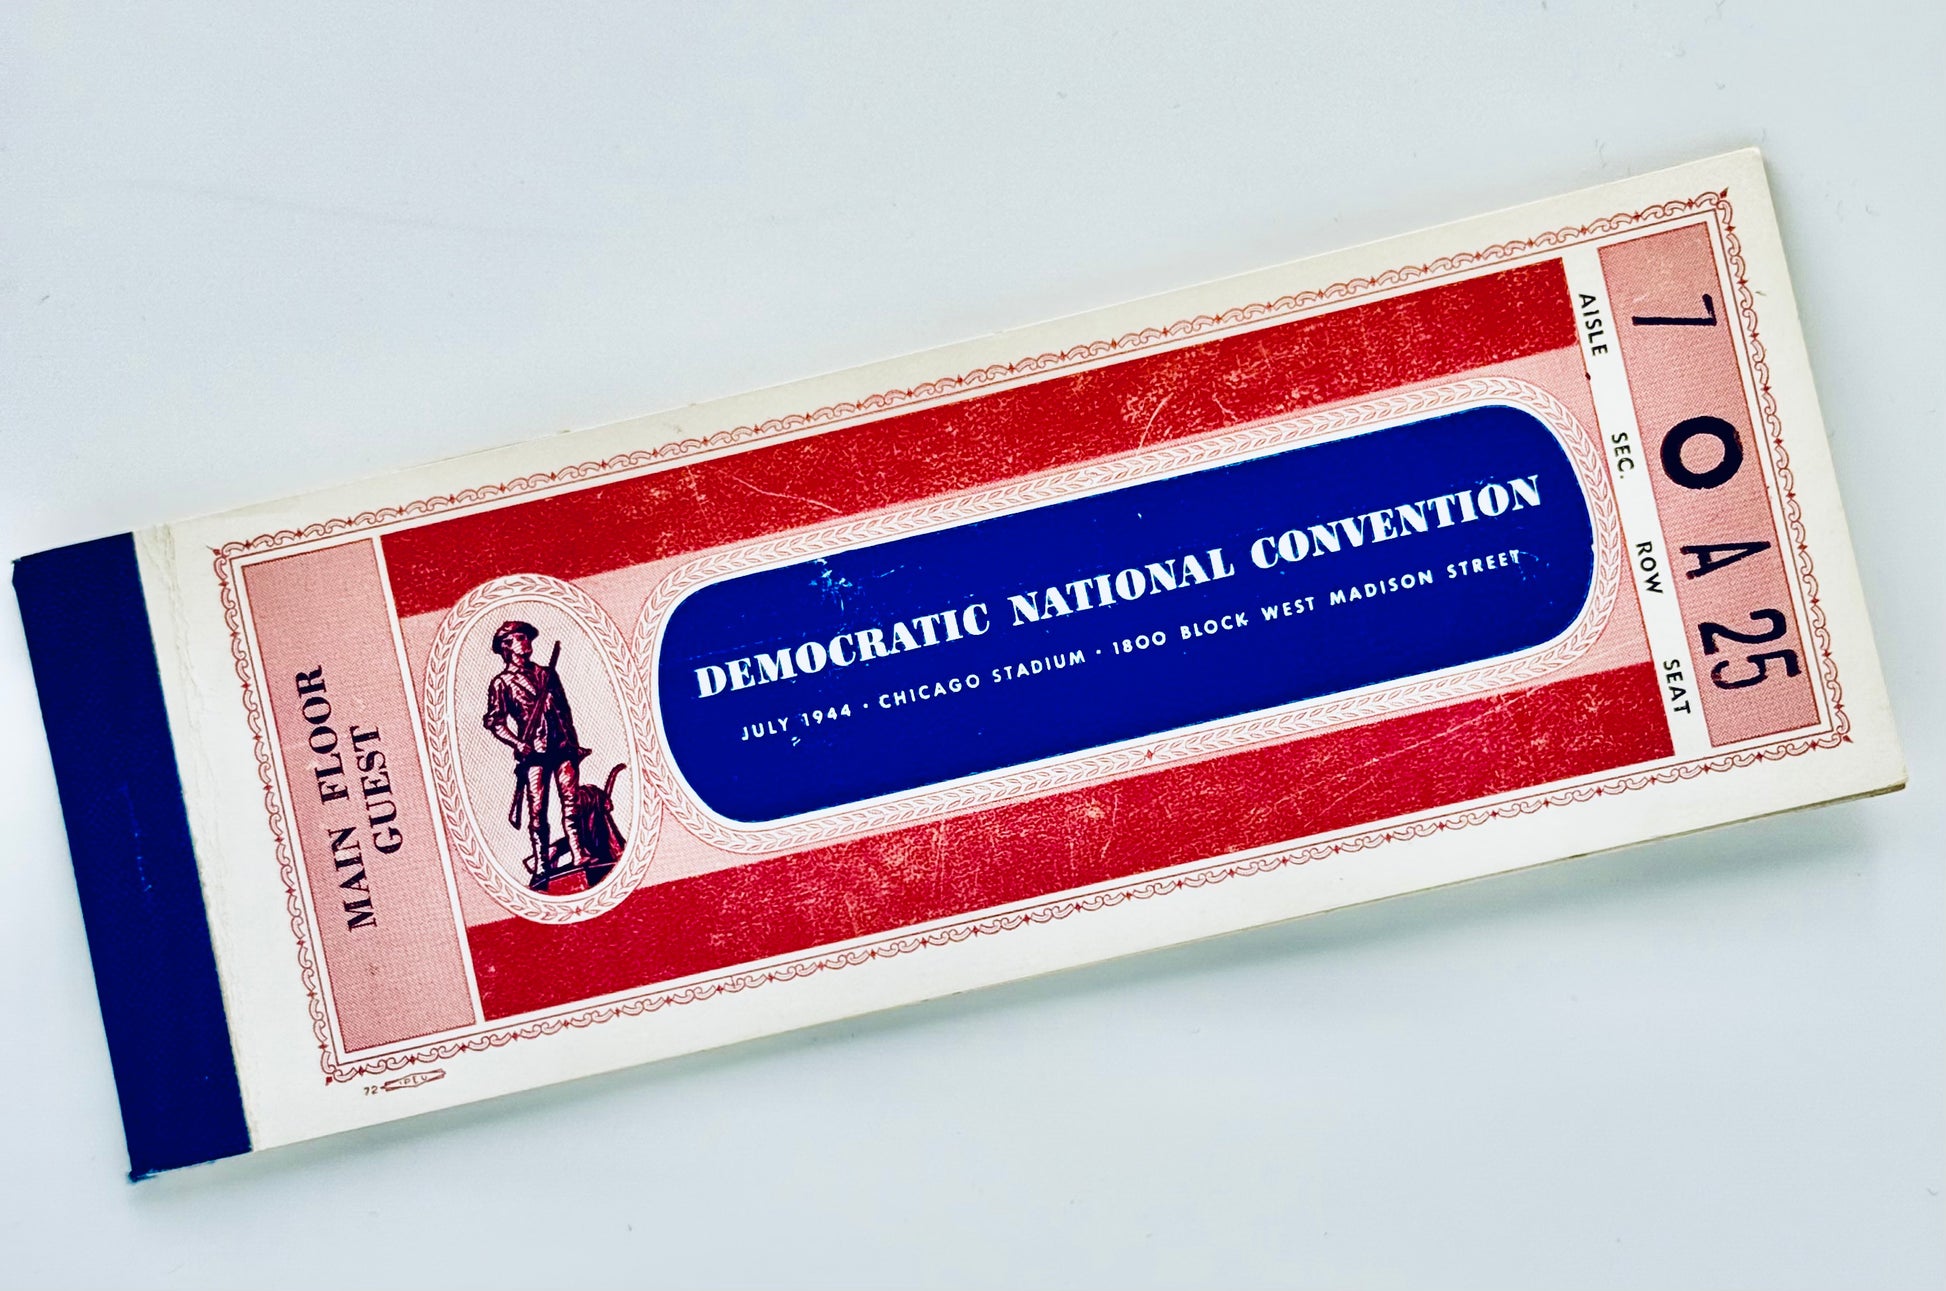 MAIN FLOOR
GUEST
DEMOCRATIC NATIONAL CONVENTION
JULY 1944 · CHICAGO STADIUM · 1800 BLOCK WEST MADISON STREET
AISLE SEC. ROW SEAT
7 O A 25
72